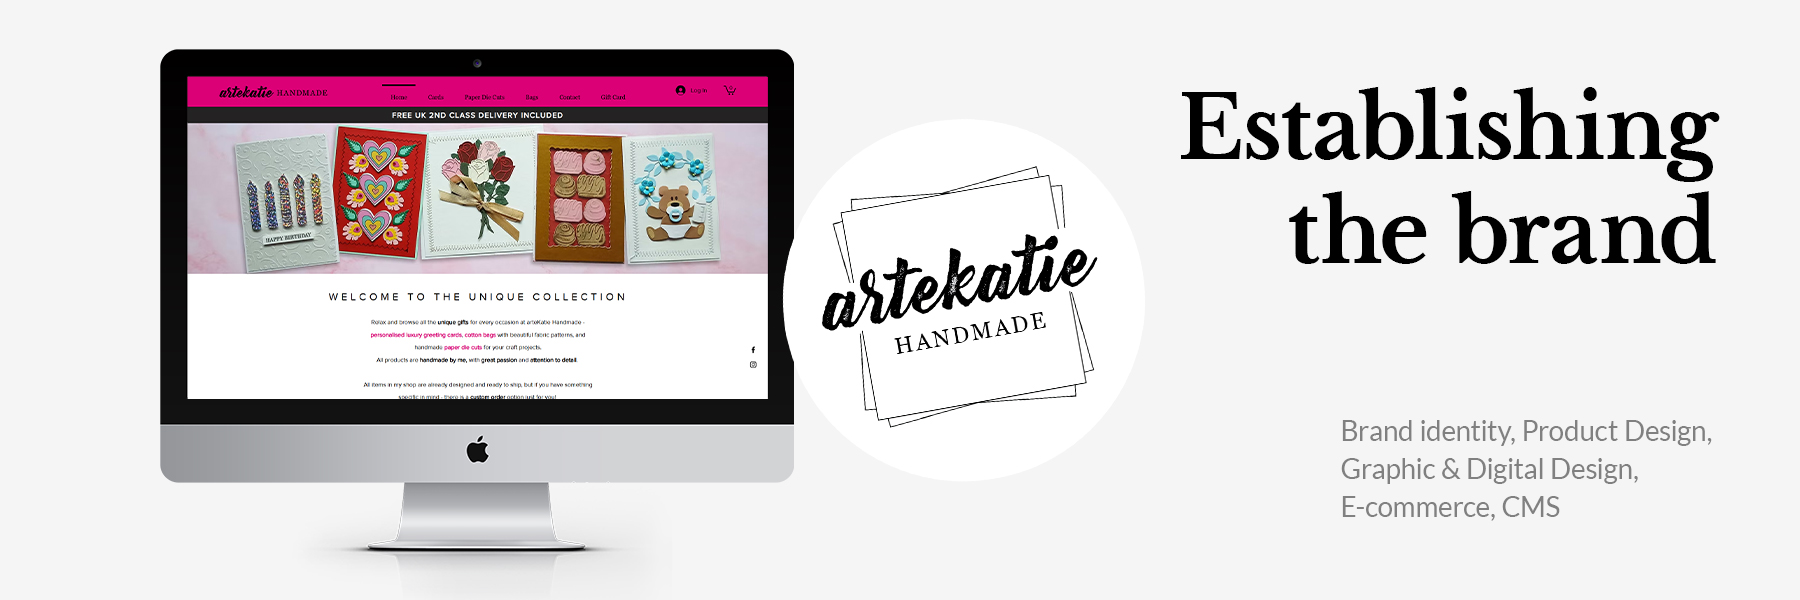 artekatie HANDMADE
Home Cards Paper Die Cuts Bags Contact Gift Card
Log In
FREE UK 2ND CLASS DELIVERY INCLUDED
HAPPY BIRTHDAY
WELCOME TO THE UNIQUE COLLECTION
Relax and browse all the unique gifts for every occasion at arteKatie Handmade -
personalised luxury greeting cards, cotton bags with beautiful fabric patterns, and
handmade paper die cuts for your craft projects.
All products are handmade by me, with great passion and attention to detail.
All items in my shop are already designed and ready to ship, but if you have something
specific in mind - there is a custom order option just for you!
artekatie
HANDMADE
Establishing
the brand
Brand identity, Product Design,
Graphic & Digital Design,
E-commerce, CMS